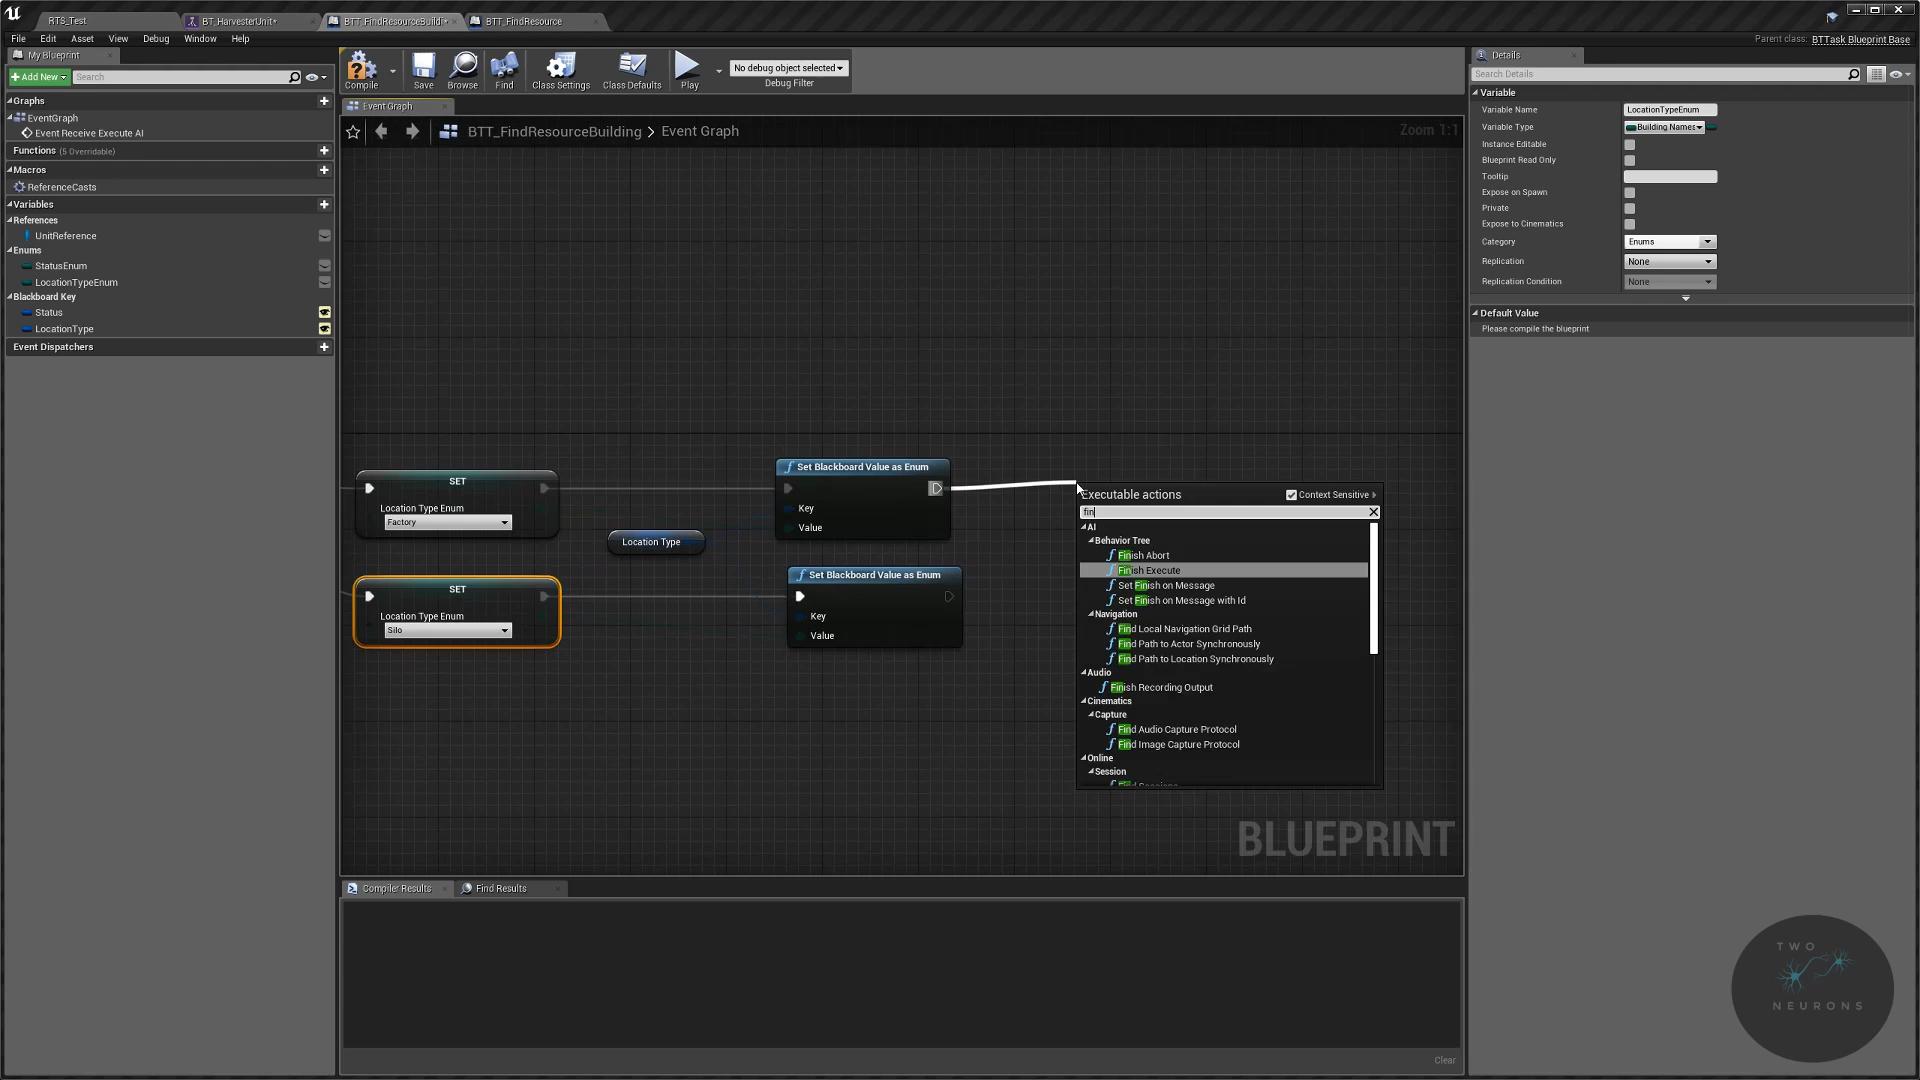 RTS_Test
BT_HarvesterUnit*
BTT_FindResourceBuildi*
BTT_FindResource
File Edit Asset View Debug Window Help
Parent class: BTTask Blueprint Base
My Blueprint
Add New
Search
Graphs
EventGraph
Event Receive Execute AI
Functions (5 Overridable)
Macros
ReferenceCasts
Variables
References
UnitReference
Enums
StatusEnum
LocationTypeEnum
Blackboard Key
Status
LocationType
Event Dispatchers
Compile
Save
Browse
Find
Class Settings
Class Defaults
Play
No debug object selected
Debug Filter
Event Graph
BTT_FindResourceBuilding > Event Graph
Zoom 1:1
SET
Location Type Enum
Factory
SET
Location Type Enum
Silo
Location Type
Set Blackboard Value as Enum
Key
Value
Set Blackboard Value as Enum
Key
Value
Executable actions
Context Sensitive
fin
AI
Behavior Tree
Finish Abort
Finish Execute
Set Finish on Message
Set Finish on Message with Id
Navigation
Find Local Navigation Grid Path
Find Path to Actor Synchronously
Find Path to Location Synchronously
Audio
Finish Recording Output
Cinematics
Capture
Find Audio Capture Protocol
Find Image Capture Protocol
Online
Session
BLUEPRINT
Compiler Results
Find Results
Clear
Details
Search Details
Variable
Variable Name LocationTypeEnum
Variable Type Building Names
Instance Editable
Blueprint Read Only
Tooltip
Expose on Spawn
Private
Expose to Cinematics
Category Enums
Replication None
Replication Condition None
Default Value
Please compile the blueprint
TWO
NEURONS